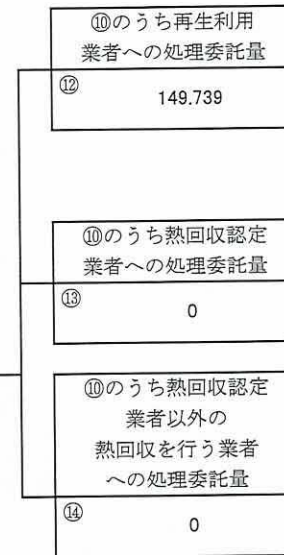 ⑩のうち再生利用
業者への処理委託量
⑫
149.739
⑩のうち熱回収認定
業者への処理委託量
⑬
0
⑩のうち熱回収認定
業者以外の
熱回収を行う業者
への処理委託量
⑭
0